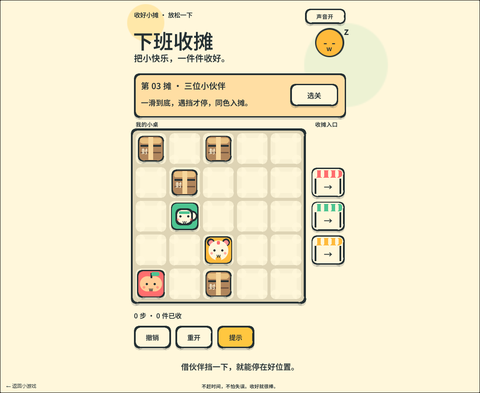 收好小摊 · 放松一下
声音开
下班收摊
Z
把小快乐，一件件收好。
第 03 摊 · 三位小伙伴
一滑到底，遇挡才停，同色入摊。
选关
我的小桌
收摊入口
封
封
封
→
→
→
封
0 步 · 0 件已收
撤销
重开
提示
借伙伴挡一下，就能停在好位置。
← 返回小游戏
不赶时间，不怕失误。收好就很棒。